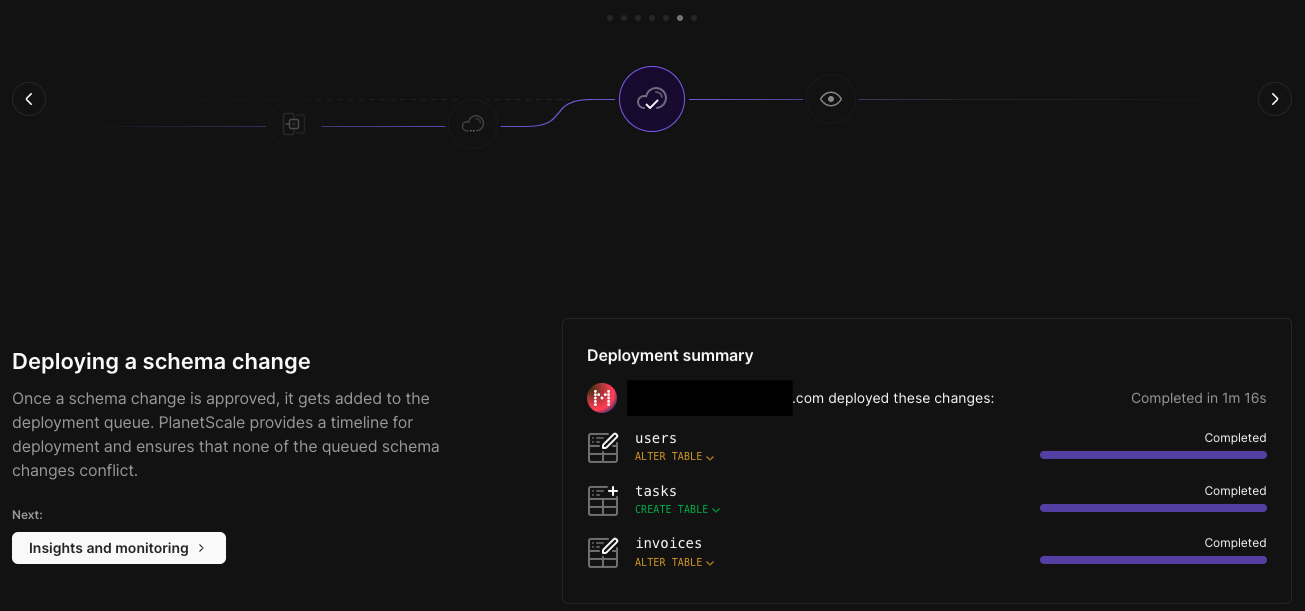 Deploying a schema change
Once a schema change is approved, it gets added to the
deployment queue. PlanetScale provides a timeline for
deployment and ensures that none of the queued schema
changes conflict.
Next:
Insights and monitoring
Deployment summary
.com deployed these changes:
Completed in 1m 16s
users
ALTER TABLE
Completed
tasks
CREATE TABLE
Completed
invoices
ALTER TABLE
Completed